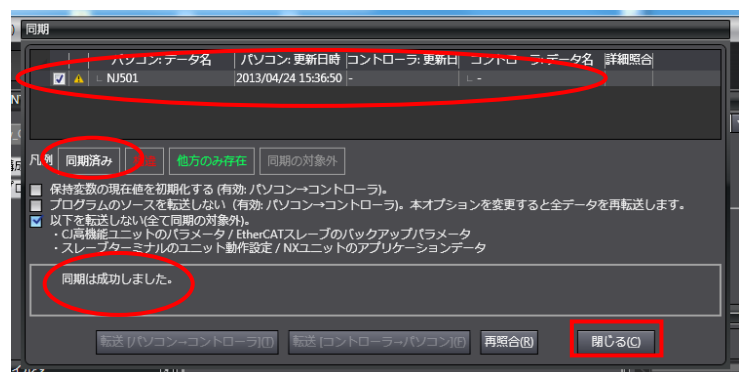 同期
パソコン:データ名 パソコン:更新日時 コントローラ:更新日 コントローラ:データ名 詳細照合
NJ501 2013/04/24 15:36:50 - -
凡例 同期済み 他方のみ存在 同期の対象外
保持変数の現在値を初期化する (有効: パソコン→コントローラ)。
プログラムのソースを転送しない (有効: パソコン→コントローラ)。本オプションを変更すると全データを再転送します。
以下を転送しない(全て同期の対象外)。
・CJ高機能ユニットのパラメータ / EtherCATスレーブのバックアップパラメータ
・スレーブターミナルのユニット動作設定 / NXユニットのアプリケーションデータ
同期は成功しました。
転送 [パソコン→コントローラ](T) 転送 [コントローラ→パソコン](F) 再照合(R) 閉じる(C)